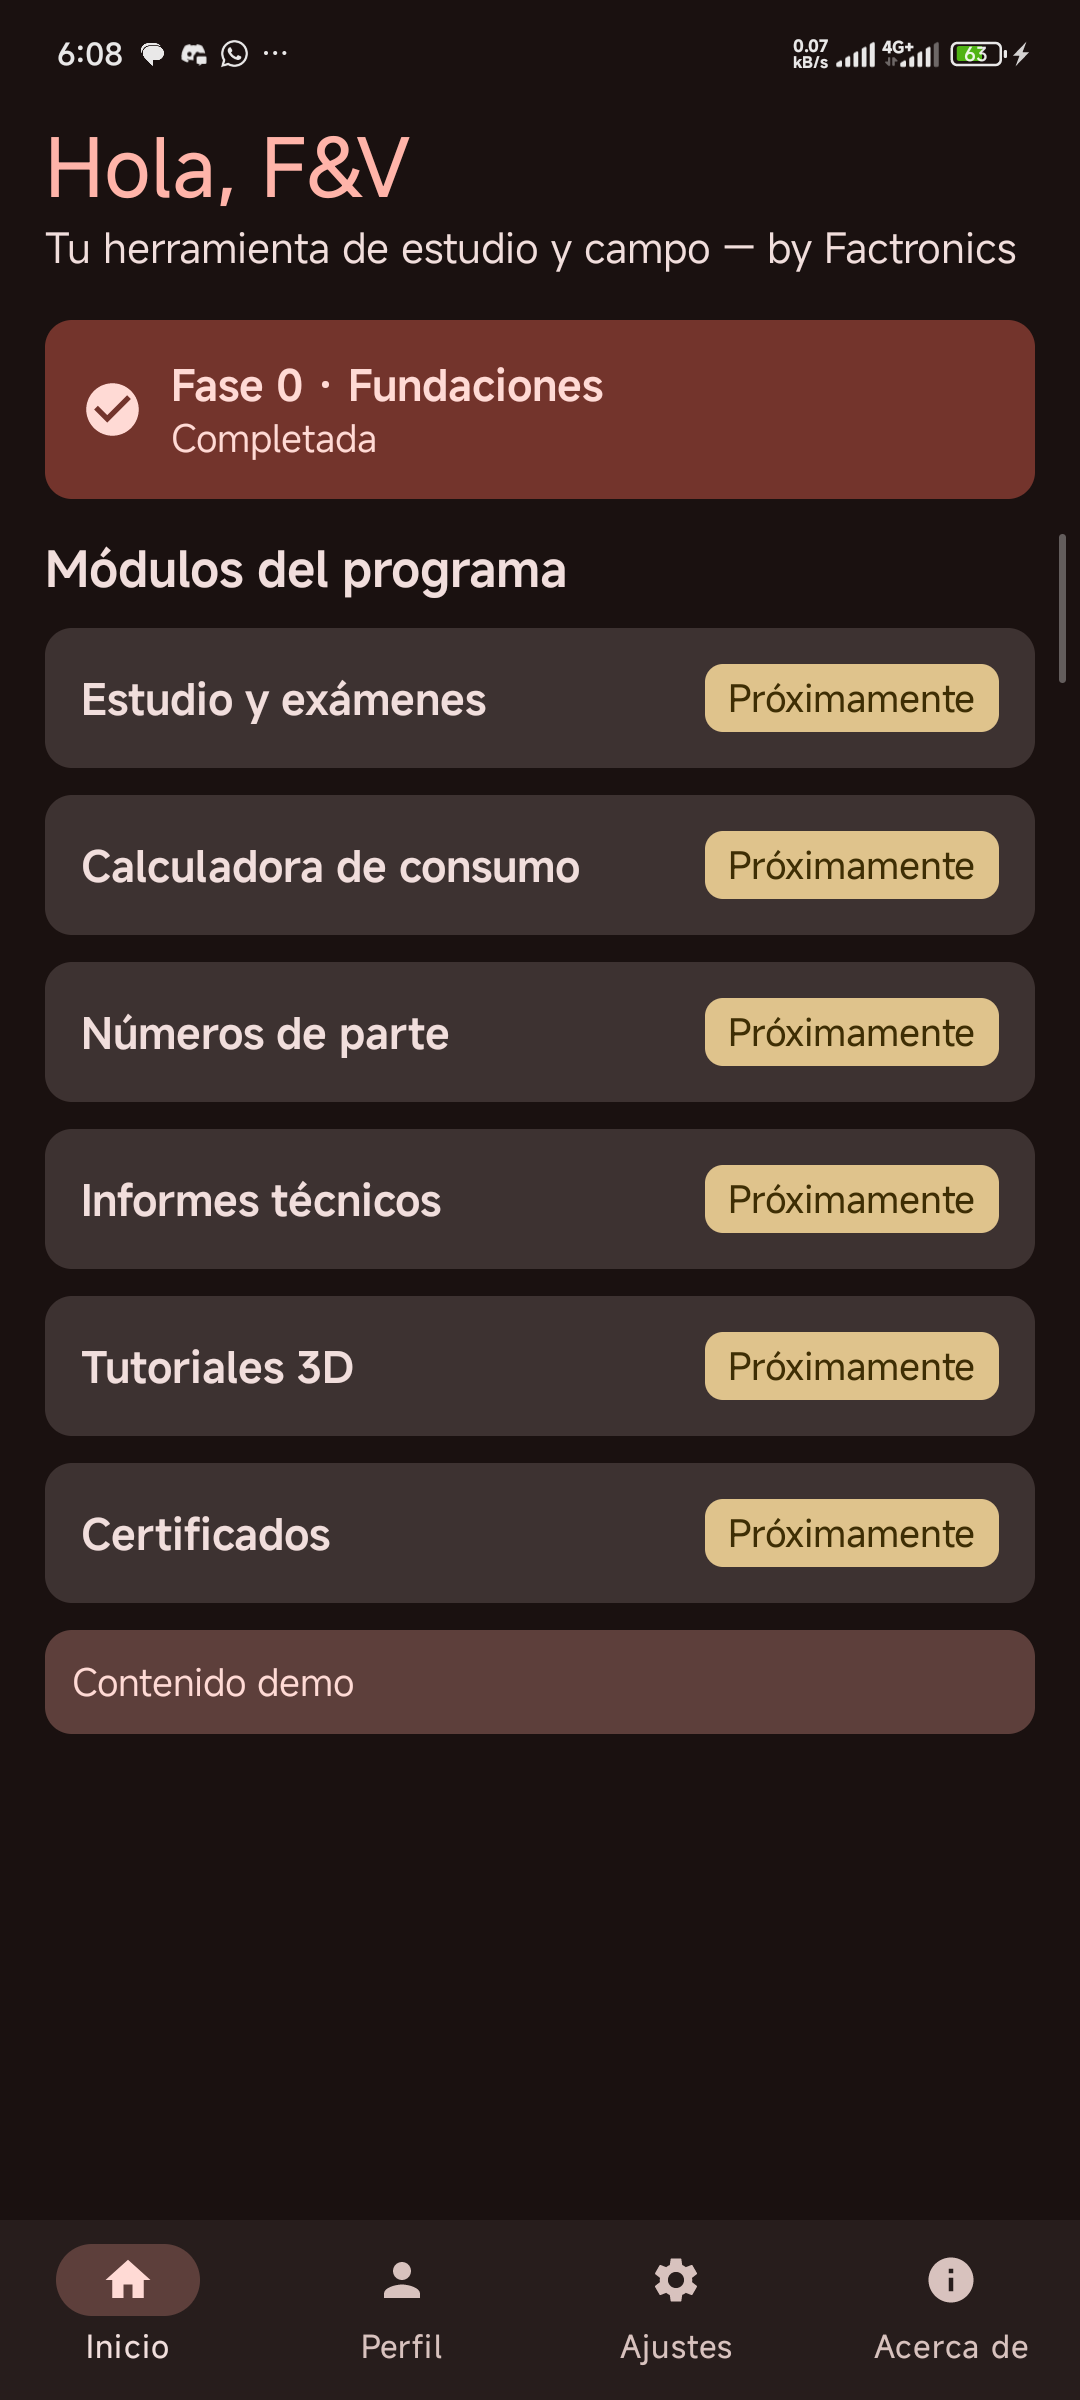 6:08
0.07
kB/s
4G+
63
Hola, F&V
Tu herramienta de estudio y campo — by Factronics
Fase 0 · Fundaciones
Completada
Módulos del programa
Estudio y exámenes
Próximamente
Calculadora de consumo
Próximamente
Números de parte
Próximamente
Informes técnicos
Próximamente
Tutoriales 3D
Próximamente
Certificados
Próximamente
Contenido demo
Inicio
Perfil
Ajustes
Acerca de